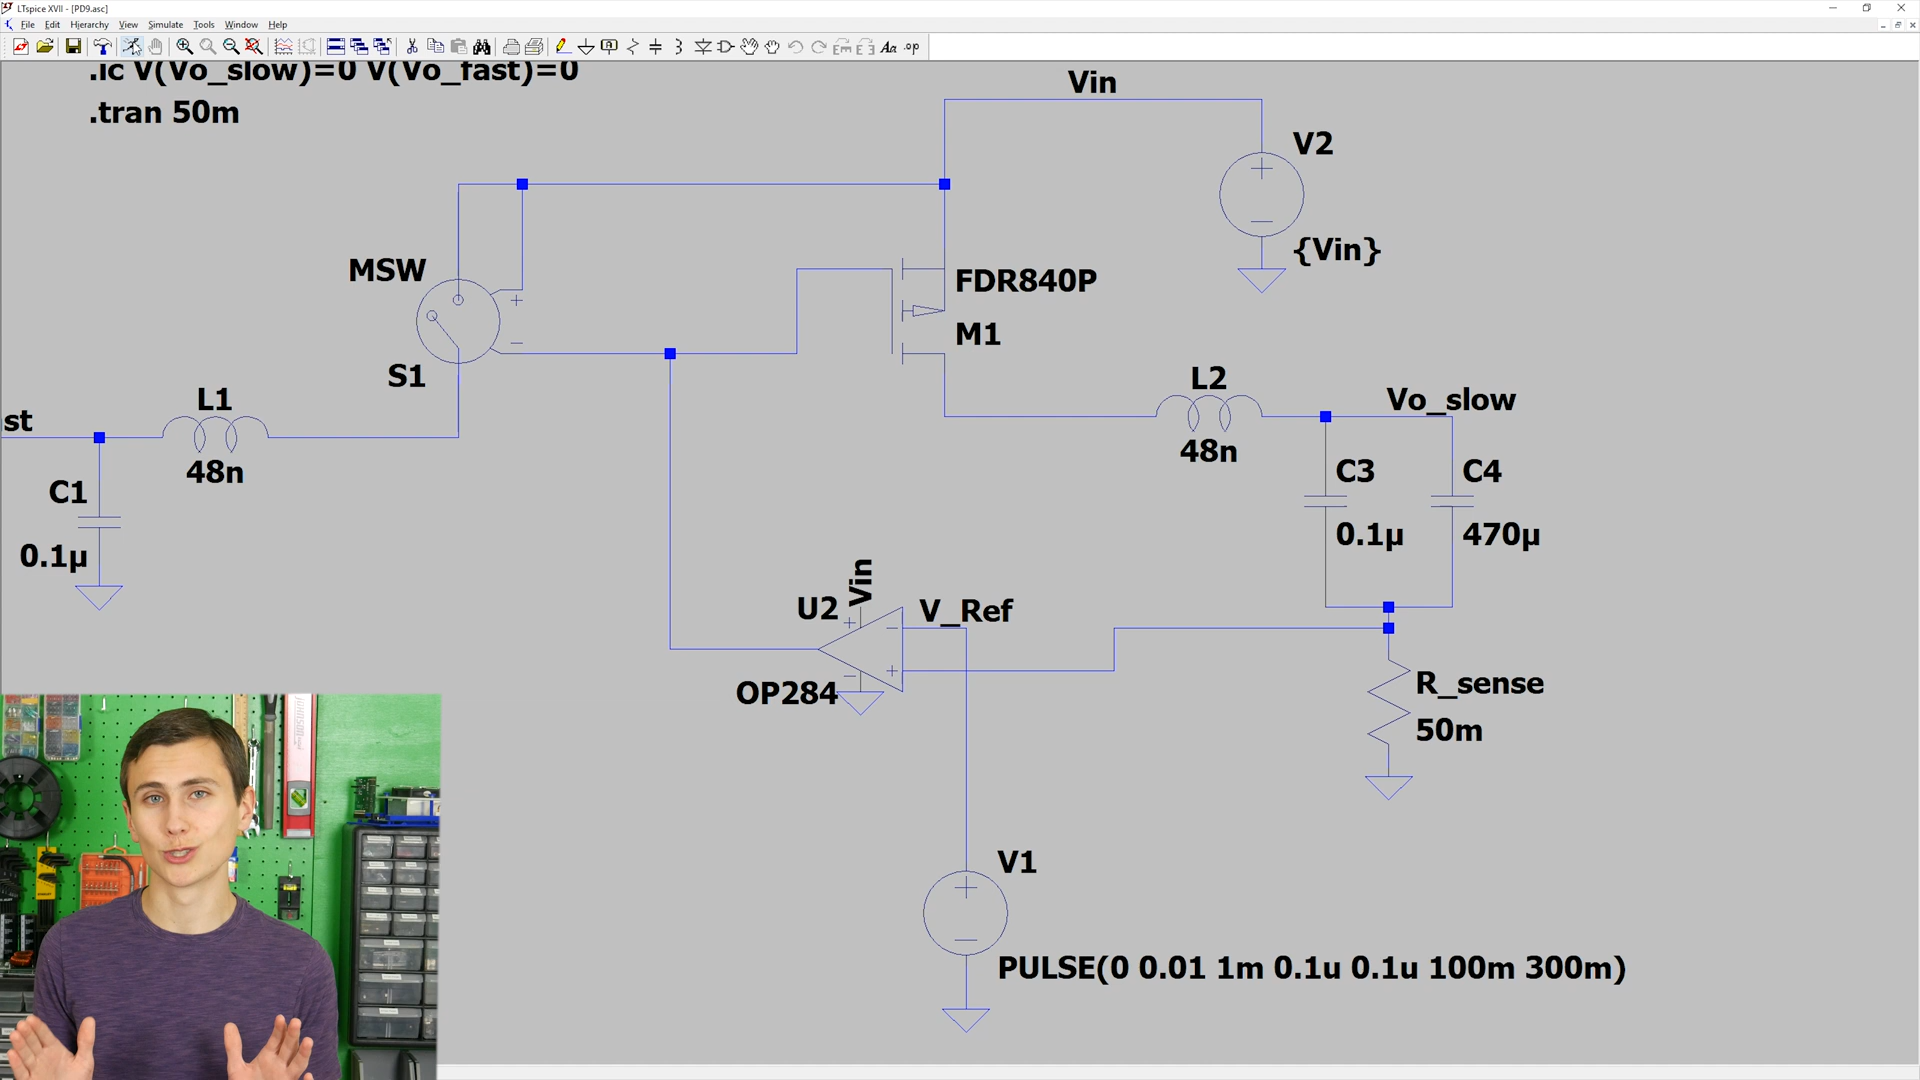 LTspice XVII - [PD9.asc]
File Edit Hierarchy View Simulate Tools Window Help
Aa .op
.ic V(Vo_slow)=0 V(Vo_fast)=0
.tran 50m
Vin
V2
{Vin}
MSW
S1
FDR840P
M1
L1
48n
st
C1
0.1µ
L2
48n
Vo_slow
C3
0.1µ
C4
470µ
Vin
U2
V_Ref
OP284
R_sense
50m
V1
PULSE(0 0.01 1m 0.1u 0.1u 100m 300m)